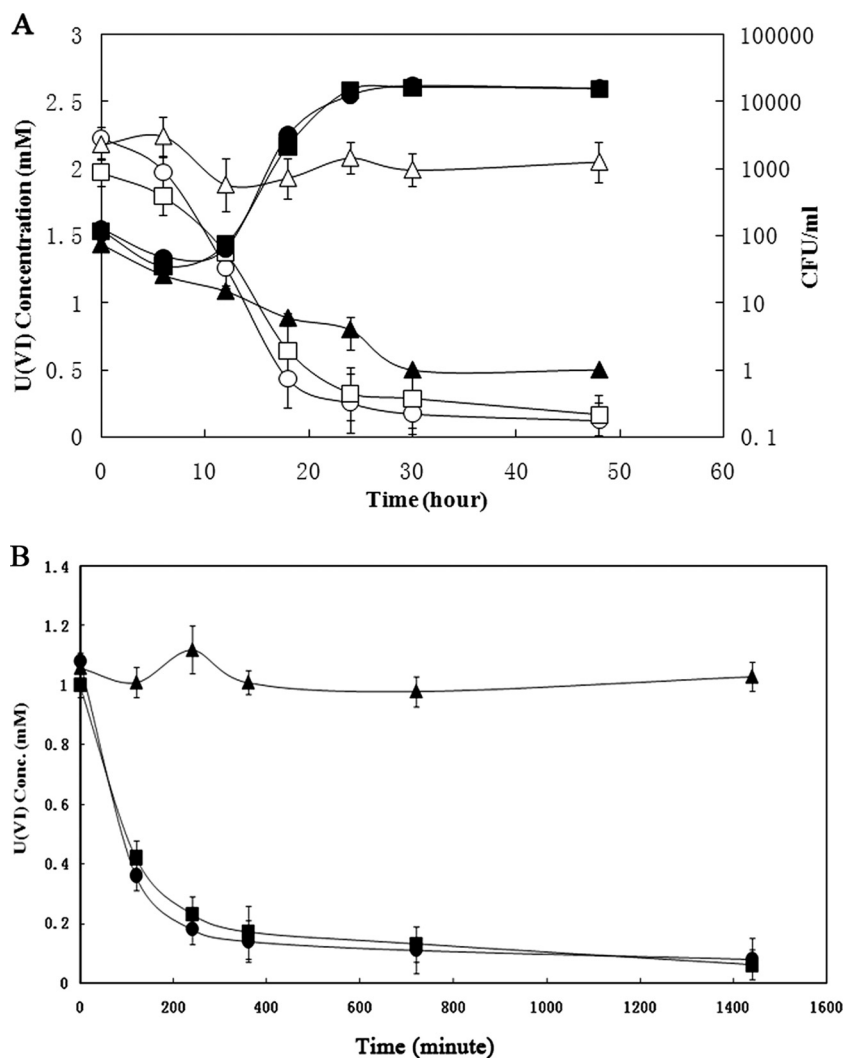 A
3
2.5
2
1.5
1
0.5
0
U(VI) Concentration (mM)
100000
10000
1000
100
10
1
0.1
CFU/ml
0 10 20 30 40 50 60
Time (hour)
B
1.4
1.2
1
0.8
0.6
0.4
0.2
0
U(VI) Conc. (mM)
0 200 400 600 800 1000 1200 1400 1600
Time (minute)